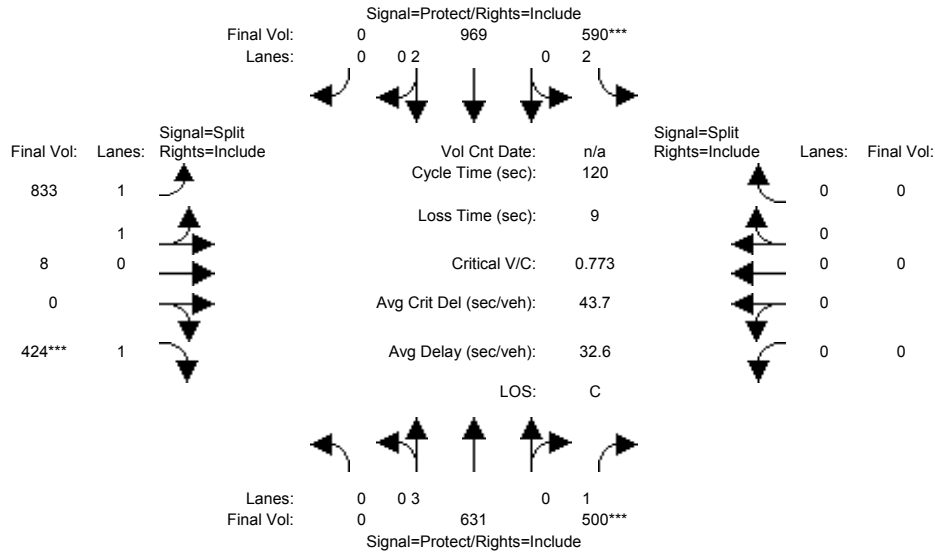 Signal=Protect/Rights=Include
Final Vol: 0 969 590***
Lanes: 0 0 2 0 2
Signal=Split
Final Vol: Lanes: Rights=Include
Vol Cnt Date: n/a
Signal=Split
Rights=Include Lanes: Final Vol:
Cycle Time (sec): 120
833 1 0 0
Loss Time (sec): 9
1 0
8 0 Critical V/C: 0.773 0 0
0 Avg Crit Del (sec/veh): 43.7 0
424*** 1 Avg Delay (sec/veh): 32.6 0 0
LOS: C
Lanes: 0 0 3 0 1
Final Vol: 0 631 500***
Signal=Protect/Rights=Include